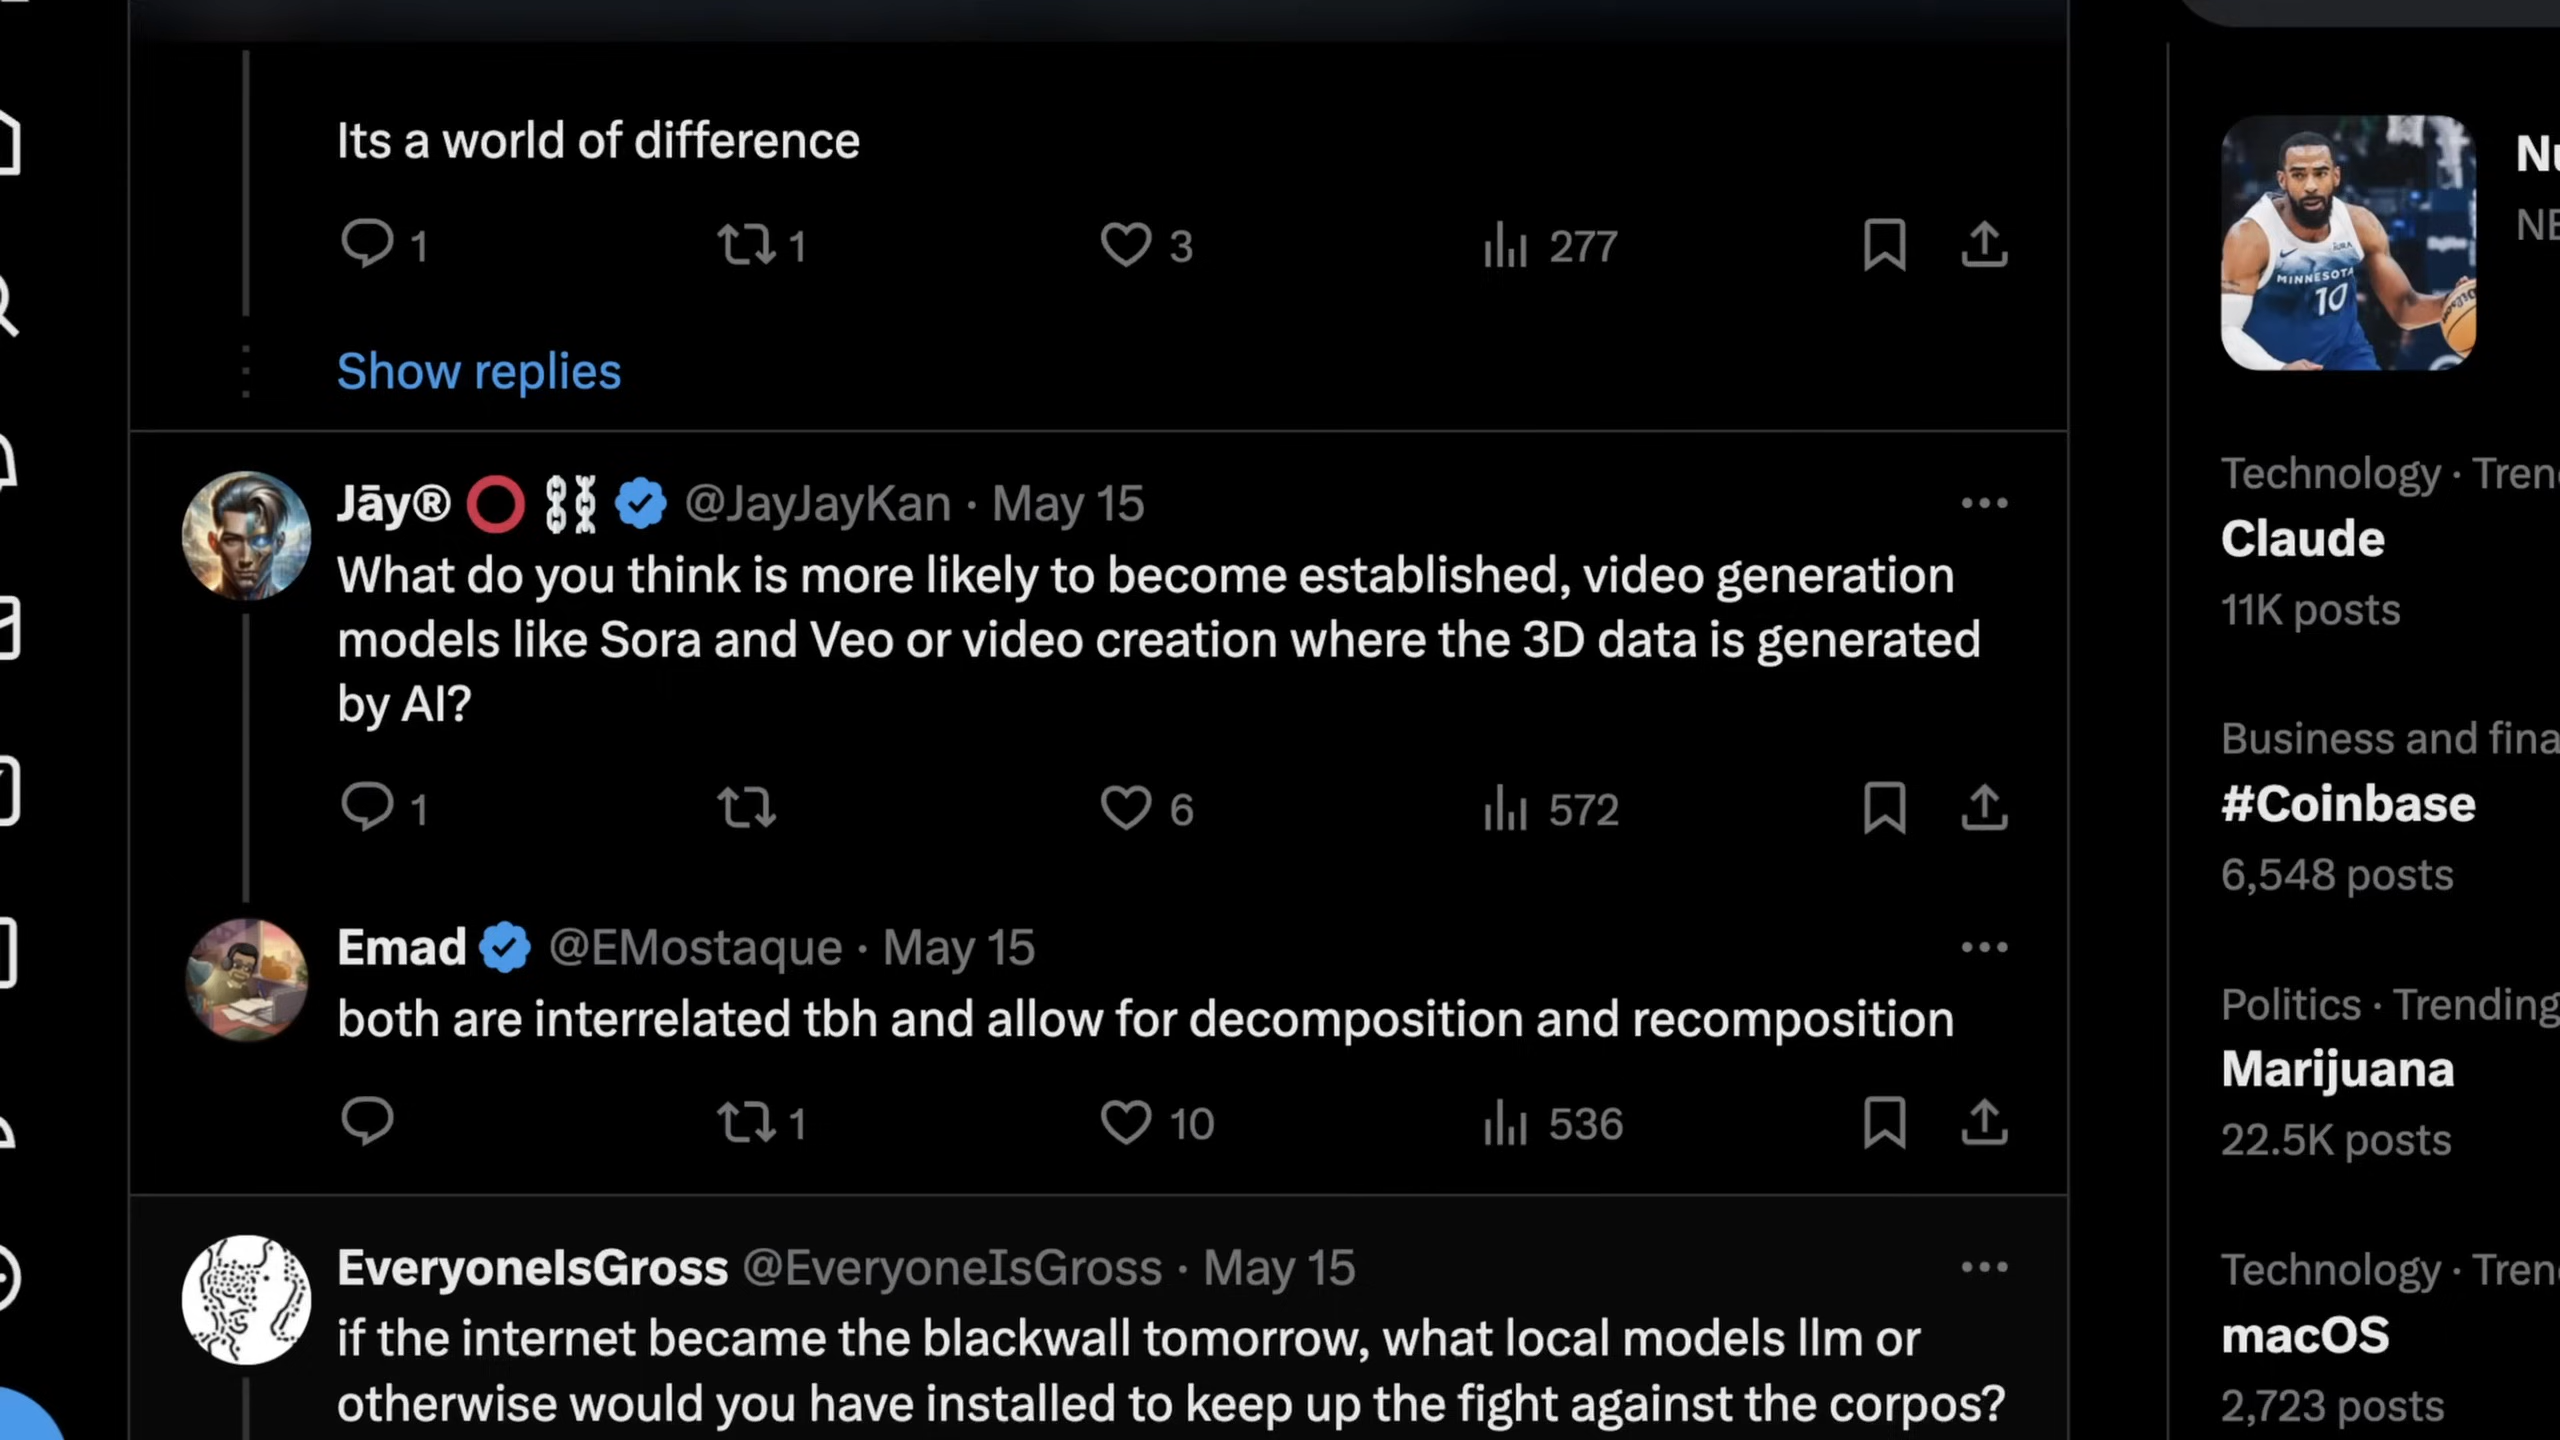 Its a world of difference
1 1 3 277
Show replies
Jāy® @JayJayKan · May 15
What do you think is more likely to become established, video generation
models like Sora and Veo or video creation where the 3D data is generated
by AI?
1 6 572
Emad @EMostaque · May 15
both are interrelated tbh and allow for decomposition and recomposition
1 10 536
EveryoneIsGross @EveryoneIsGross · May 15
if the internet became the blackwall tomorrow, what local models llm or
otherwise would you have installed to keep up the fight against the corpos?
MINNESOTA
10
Technology ·
Claude
11K posts
Business and
#Coinbase
6,548 posts
Politics · Trending
Marijuana
22.5K posts
Technology ·
macOS
2,723 posts